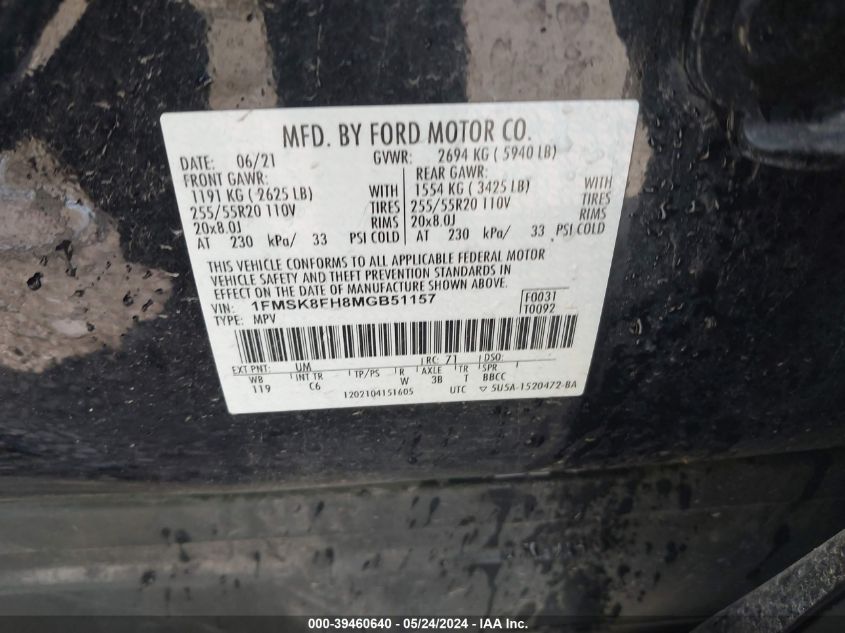 MFD. BY FORD MOTOR CO.
DATE: 06/21 GVWR: 2694 KG ( 5940 LB)
FRONT GAWR: REAR GAWR:
1191 KG ( 2625 LB) WITH 1554 KG ( 3425 LB) WITH
255/55R20 110V TIRES 255/55R20 110V TIRES
20x8.0J RIMS 20x8.0J RIMS
AT 230 kPa/ 33 PSI COLD AT 230 kPa/ 33 PSI COLD
THIS VEHICLE CONFORMS TO ALL APPLICABLE FEDERAL MOTOR
VEHICLE SAFETY AND THEFT PREVENTION STANDARDS IN
EFFECT ON THE DATE OF MANUFACTURE SHOWN ABOVE.
VIN: 1FMSK8FH8MGB51157 F0031
TYPE: MPV T0092
EXT PNT: UM RC: 71 DSO:
WB INT TR TP/PS R AXLE TR SPR
119 C6 W 3B T BBCC
1202104151605 UTC ▽ 5U5A-1520472-BA
000-39460640 / 05/24/2024 - IAA Inc.